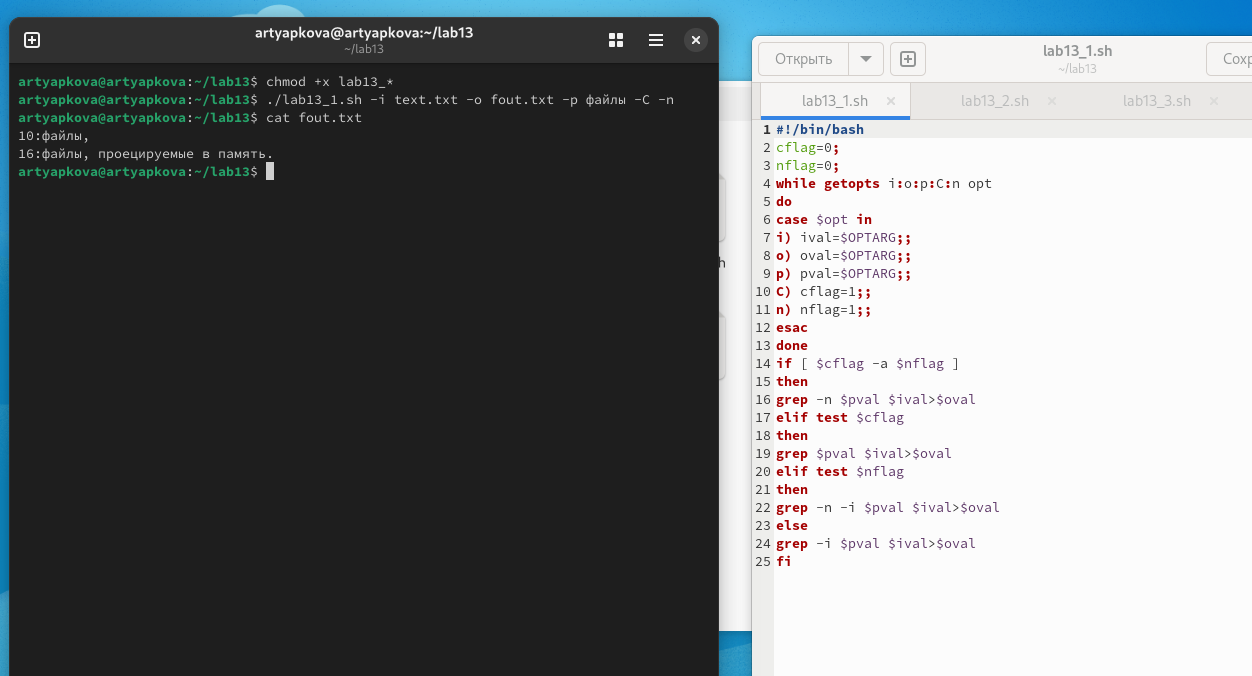 artyapkova@artyapkova:~/lab13
~/lab13
artyapkova@artyapkova:~/lab13$ chmod +x lab13_*
artyapkova@artyapkova:~/lab13$ ./lab13_1.sh -i text.txt -o fout.txt -p файлы -C -n
artyapkova@artyapkova:~/lab13$ cat fout.txt
10:файлы,
16:файлы, проецируемые в память.
artyapkova@artyapkova:~/lab13$
h
Открыть
lab13_1.sh
~/lab13
Сохр
lab13_1.sh
lab13_2.sh
lab13_3.sh
1 #!/bin/bash
2 cflag=0;
3 nflag=0;
4 while getopts i:o:p:C:n opt
5 do
6 case $opt in
7 i) ival=$OPTARG;;
8 o) oval=$OPTARG;;
9 p) pval=$OPTARG;;
10 C) cflag=1;;
11 n) nflag=1;;
12 esac
13 done
14 if [ $cflag -a $nflag ]
15 then
16 grep -n $pval $ival>$oval
17 elif test $cflag
18 then
19 grep $pval $ival>$oval
20 elif test $nflag
21 then
22 grep -n -i $pval $ival>$oval
23 else
24 grep -i $pval $ival>$oval
25 fi